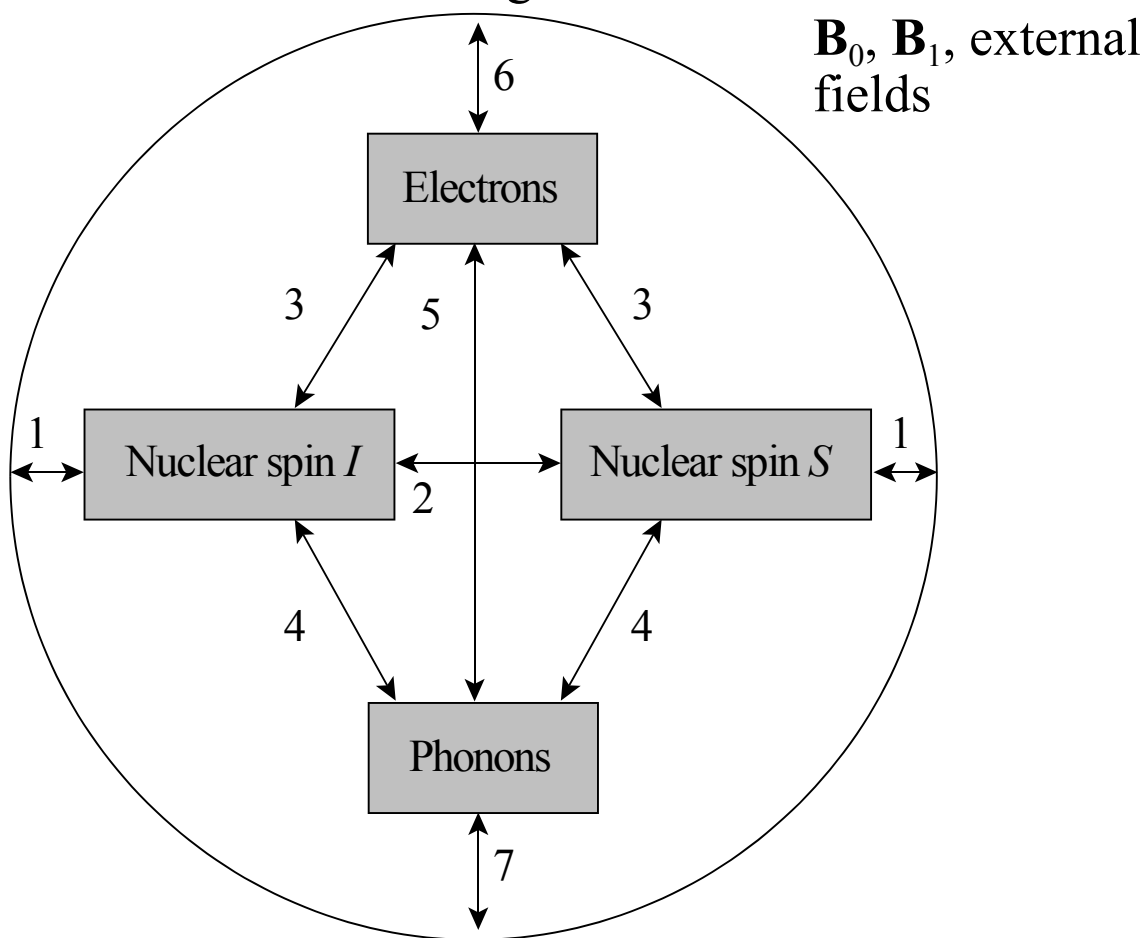 B₀, B₁, external
fields
6
Electrons
3
5
3
1
Nuclear spin I
2
Nuclear spin S
1
4
4
Phonons
7